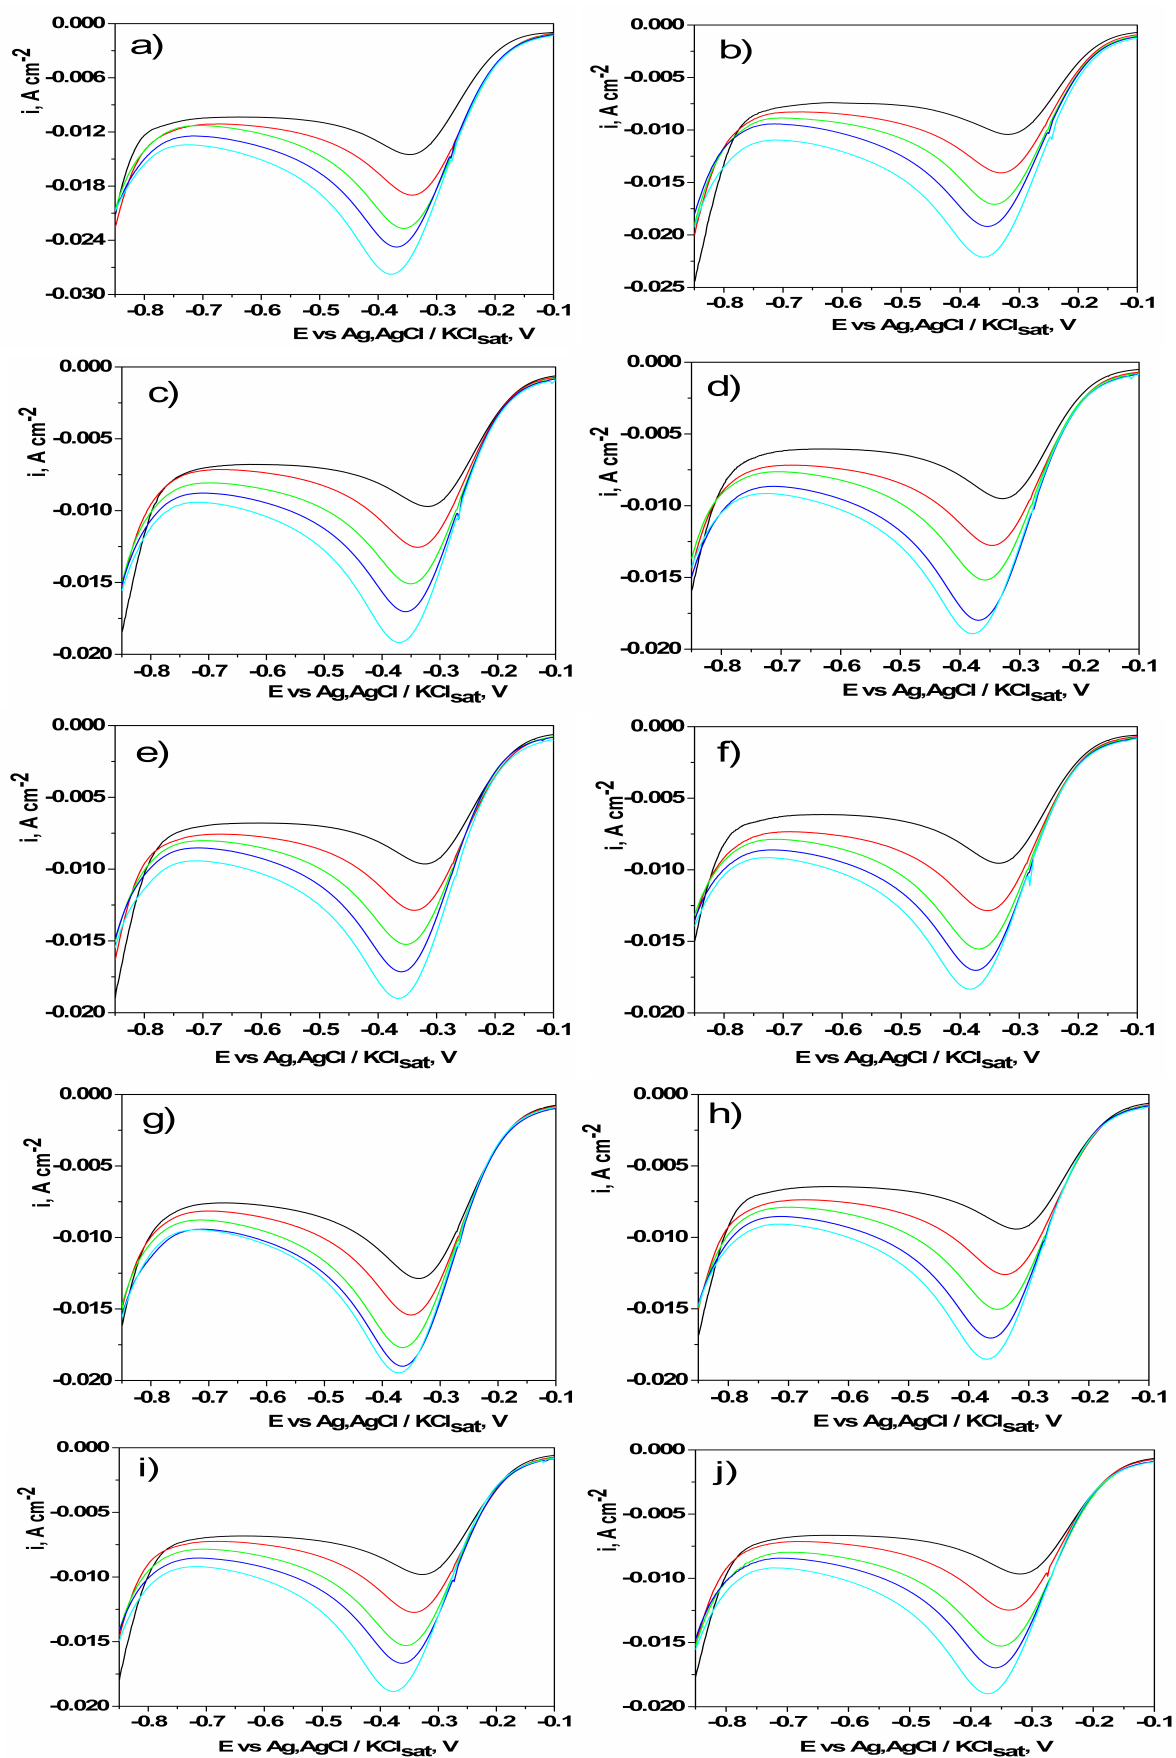 a)
i, A cm-2
0.000
-0.006
-0.012
-0.018
-0.024
-0.030
-0.8 -0.7 -0.6 -0.5 -0.4 -0.3 -0.2 -0.1
E vs Ag,AgCl / KClsat, V
b)
i, A cm-2
0.000
-0.005
-0.010
-0.015
-0.020
-0.025
-0.8 -0.7 -0.6 -0.5 -0.4 -0.3 -0.2 -0.1
E vs Ag,AgCl / KClsat, V
c)
i, A cm-2
0.000
-0.005
-0.010
-0.015
-0.020
-0.8 -0.7 -0.6 -0.5 -0.4 -0.3 -0.2 -0.1
E vs Ag,AgCl / KClsat, V
d)
i, A cm-2
0.000
-0.005
-0.010
-0.015
-0.020
-0.8 -0.7 -0.6 -0.5 -0.4 -0.3 -0.2 -0.1
E vs Ag,AgCl / KClsat, V
e)
i, A cm-2
0.000
-0.005
-0.010
-0.015
-0.020
-0.8 -0.7 -0.6 -0.5 -0.4 -0.3 -0.2 -0.1
E vs Ag,AgCl / KClsat, V
f)
i, A cm-2
0.000
-0.005
-0.010
-0.015
-0.020
-0.8 -0.7 -0.6 -0.5 -0.4 -0.3 -0.2 -0.1
E vs Ag,AgCl / KClsat, V
g)
i, A cm-2
0.000
-0.005
-0.010
-0.015
-0.020
-0.8 -0.7 -0.6 -0.5 -0.4 -0.3 -0.2 -0.1
E vs Ag,AgCl / KClsat, V
h)
i, A cm-2
0.000
-0.005
-0.010
-0.015
-0.020
-0.8 -0.7 -0.6 -0.5 -0.4 -0.3 -0.2 -0.1
E vs Ag,AgCl / KClsat, V
i)
i, A cm-2
0.000
-0.005
-0.010
-0.015
-0.020
-0.8 -0.7 -0.6 -0.5 -0.4 -0.3 -0.2 -0.1
E vs Ag,AgCl / KClsat, V
j)
i, A cm-2
0.000
-0.005
-0.010
-0.015
-0.020
-0.8 -0.7 -0.6 -0.5 -0.4 -0.3 -0.2 -0.1
E vs Ag,AgCl / KClsat, V